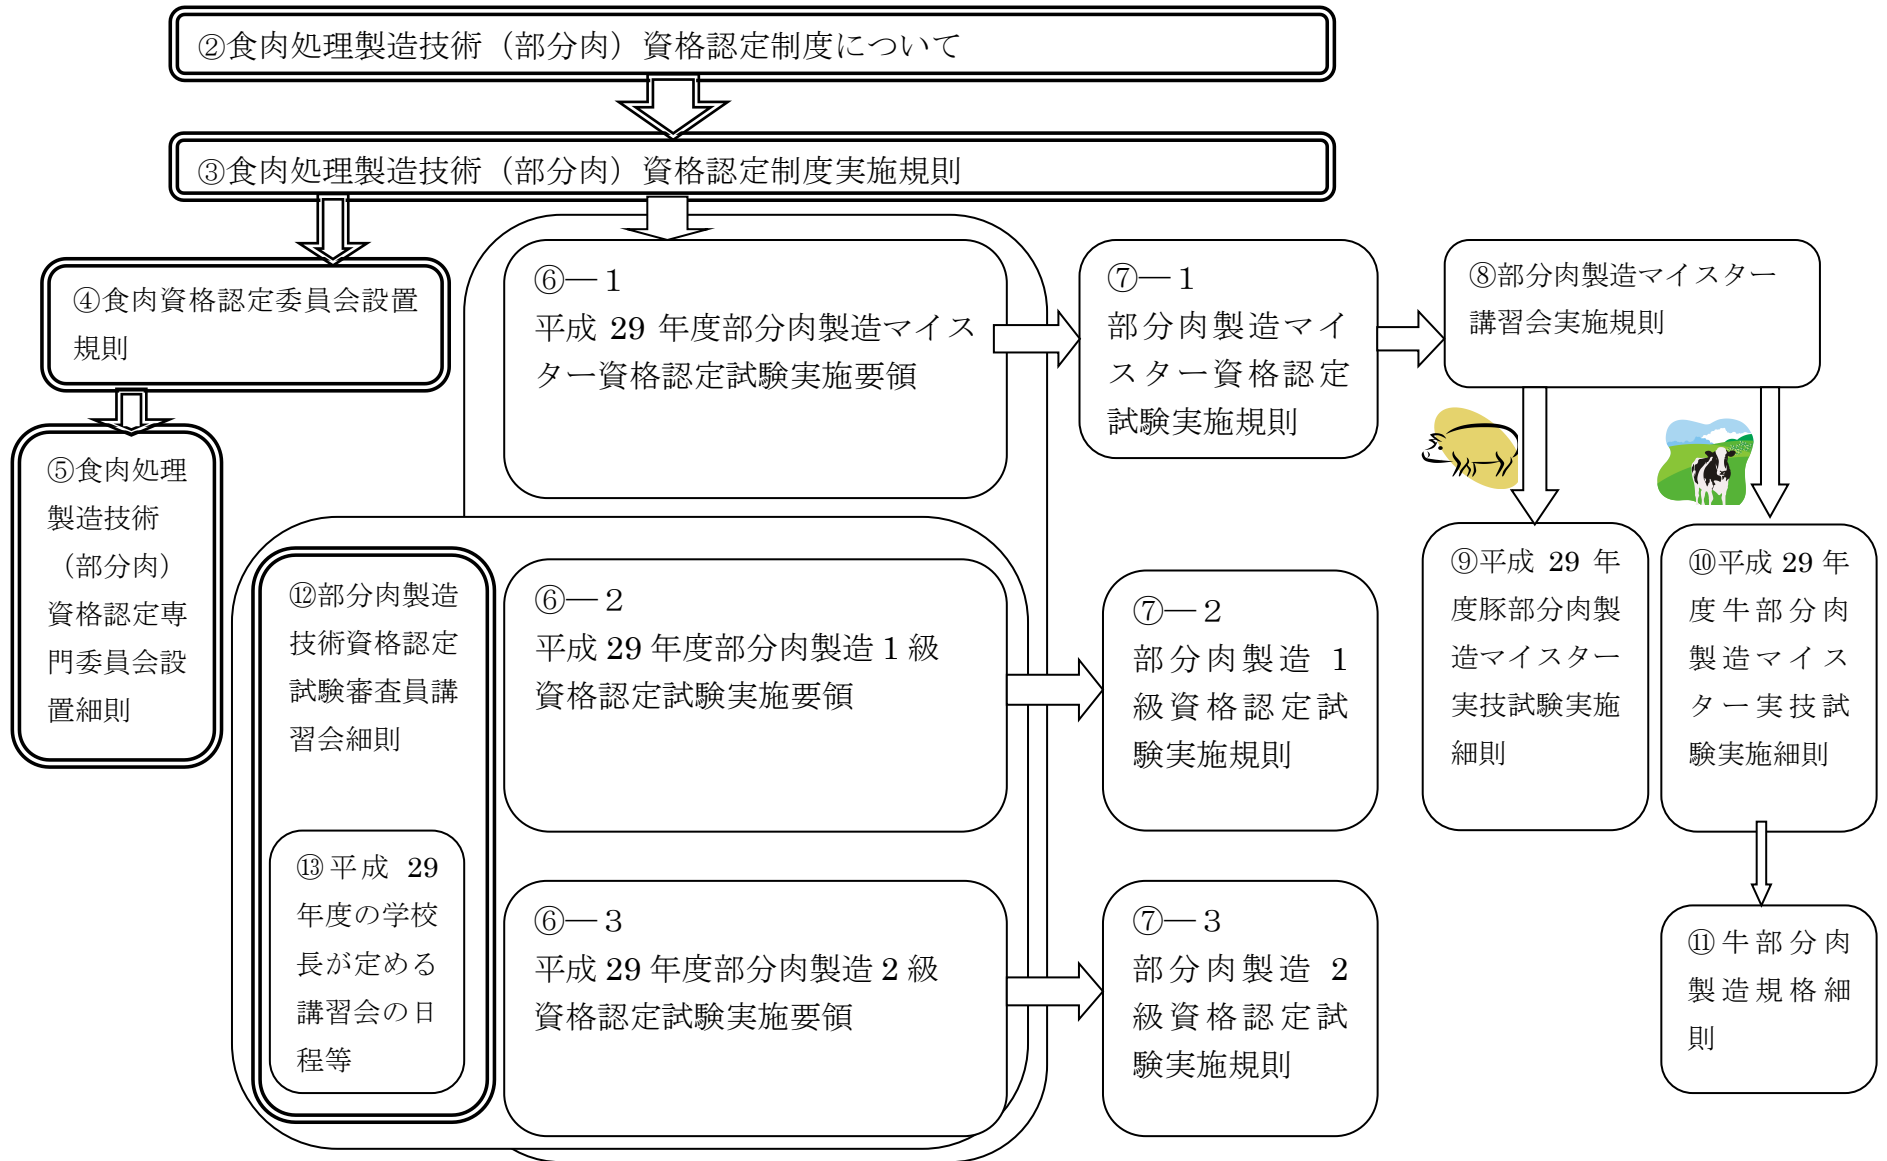 ②食肉処理製造技術（部分肉）資格認定制度について
③食肉処理製造技術（部分肉）資格認定制度実施規則
④食肉資格認定委員会設置
規則
⑤食肉処理
製造技術
（部分肉）
資格認定専
門委員会設
置細則
⑥―１
平成 29 年度部分肉製造マイス
ター資格認定試験実施要領
⑦―１
部分肉製造マイ
スター資格認定
試験実施規則
⑧部分肉製造マイスター
講習会実施規則
⑨平成 29 年
度豚部分肉製
造マイスター
実技試験実施
細則
⑩平成 29 年
度牛部分肉
製造マイス
ター実技試
験実施細則
⑪牛部分肉
製造規格細
則
⑫部分肉製造
技術資格認定
試験審査員講
習会細則
⑬平成 29
年度の学校
長が定める
講習会の日
程等
⑥―２
平成 29 年度部分肉製造 1 級
資格認定試験実施要領
⑦―２
部分肉製造 1
級資格認定試
験実施規則
⑥―３
平成 29 年度部分肉製造 2 級
資格認定試験実施要領
⑦―３
部分肉製造 2
級資格認定試
験実施規則